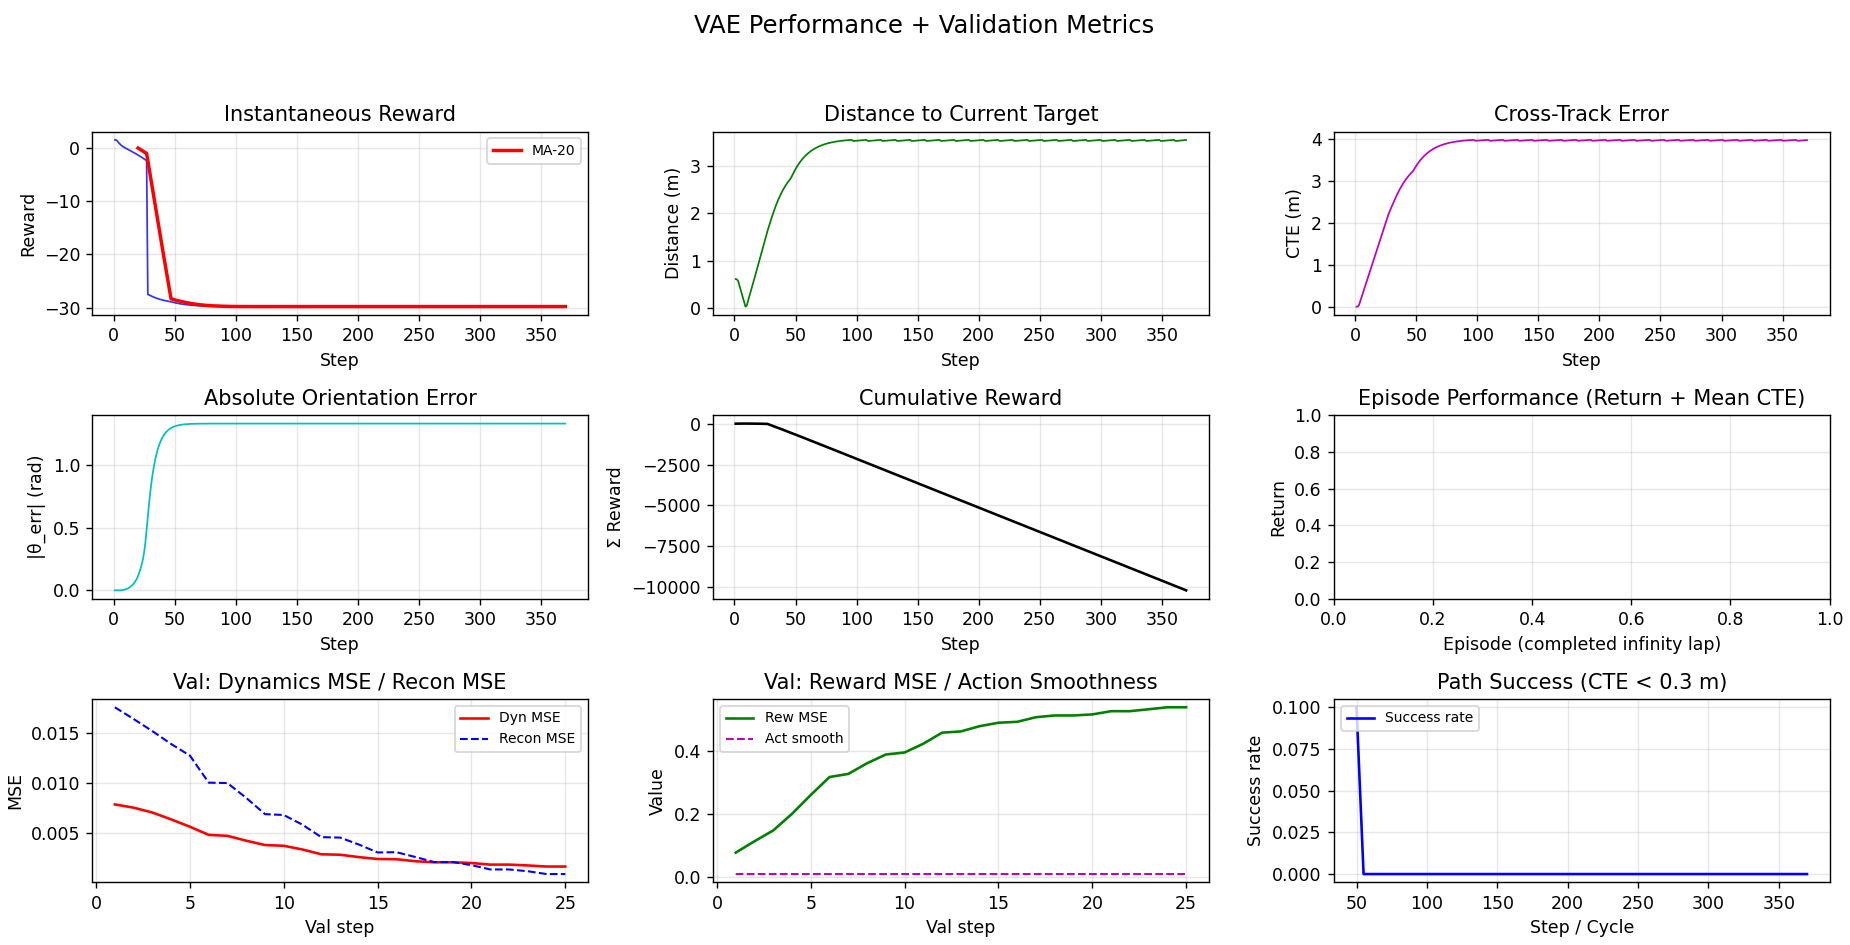 VAE Performance + Validation Metrics
Instantaneous Reward
0
−10
−20
−30
Reward
MA-20
0 50 100 150 200 250 300 350
Step
Distance to Current Target
3
2
1
0
Distance (m)
0 50 100 150 200 250 300 350
Step
Cross-Track Error
4
3
2
1
0
CTE (m)
0 50 100 150 200 250 300 350
Step
Absolute Orientation Error
1.0
0.5
0.0
|θ_err| (rad)
0 50 100 150 200 250 300 350
Step
Cumulative Reward
0
−2500
−5000
−7500
−10000
Σ Reward
0 50 100 150 200 250 300 350
Step
Episode Performance (Return + Mean CTE)
1.0
0.8
0.6
0.4
0.2
0.0
Return
0.0 0.2 0.4 0.6 0.8 1.0
Episode (completed infinity lap)
Val: Dynamics MSE / Recon MSE
0.015
0.010
0.005
MSE
Dyn MSE
Recon MSE
0 5 10 15 20 25
Val step
Val: Reward MSE / Action Smoothness
0.4
0.2
0.0
Value
Rew MSE
Act smooth
0 5 10 15 20 25
Val step
Path Success (CTE < 0.3 m)
0.100
0.075
0.050
0.025
0.000
Success rate
Success rate
50 100 150 200 250 300 350
Step / Cycle